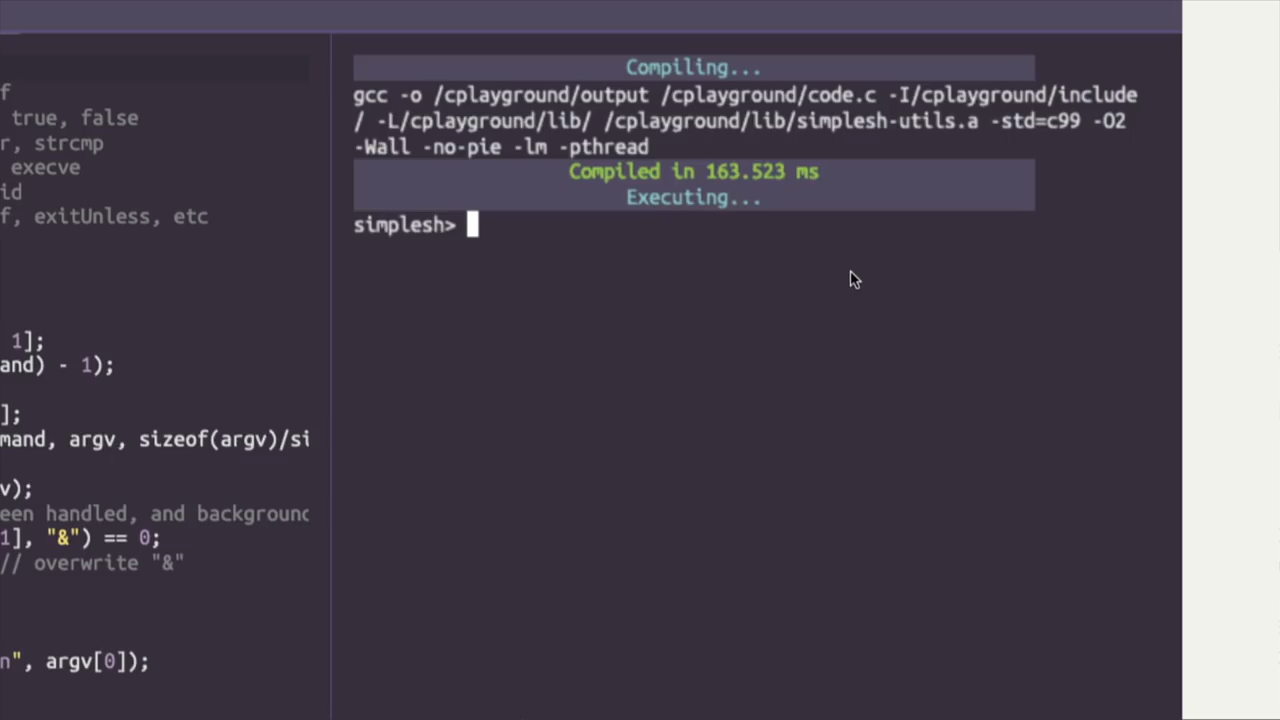 f
true, false
r, strcmp
execve
id
f, exitUnless, etc
1];
and) - 1);
];
mand, argv, sizeof(argv)/si
v);
een handled, and background
1], "&") == 0;
// overwrite "&"
n", argv[0]);
Compiling...
gcc -o /cplayground/output /cplayground/code.c -I/cplayground/include
/ -L/cplayground/lib/ /cplayground/lib/simplesh-utils.a -std=c99 -O2
-Wall -no-pie -lm -pthread
Compiled in 163.523 ms
Executing...
simplesh>